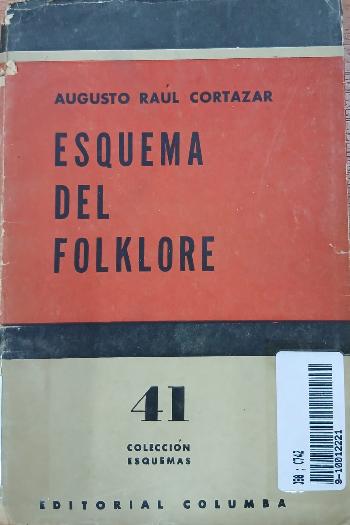 AUGUSTO RAÚL CORTAZAR
ESQUEMA
DEL
FOLKLORE
41
COLECCIÓN
ESQUEMAS
EDITORIAL COLUMBA
398 : C742
9-10012221